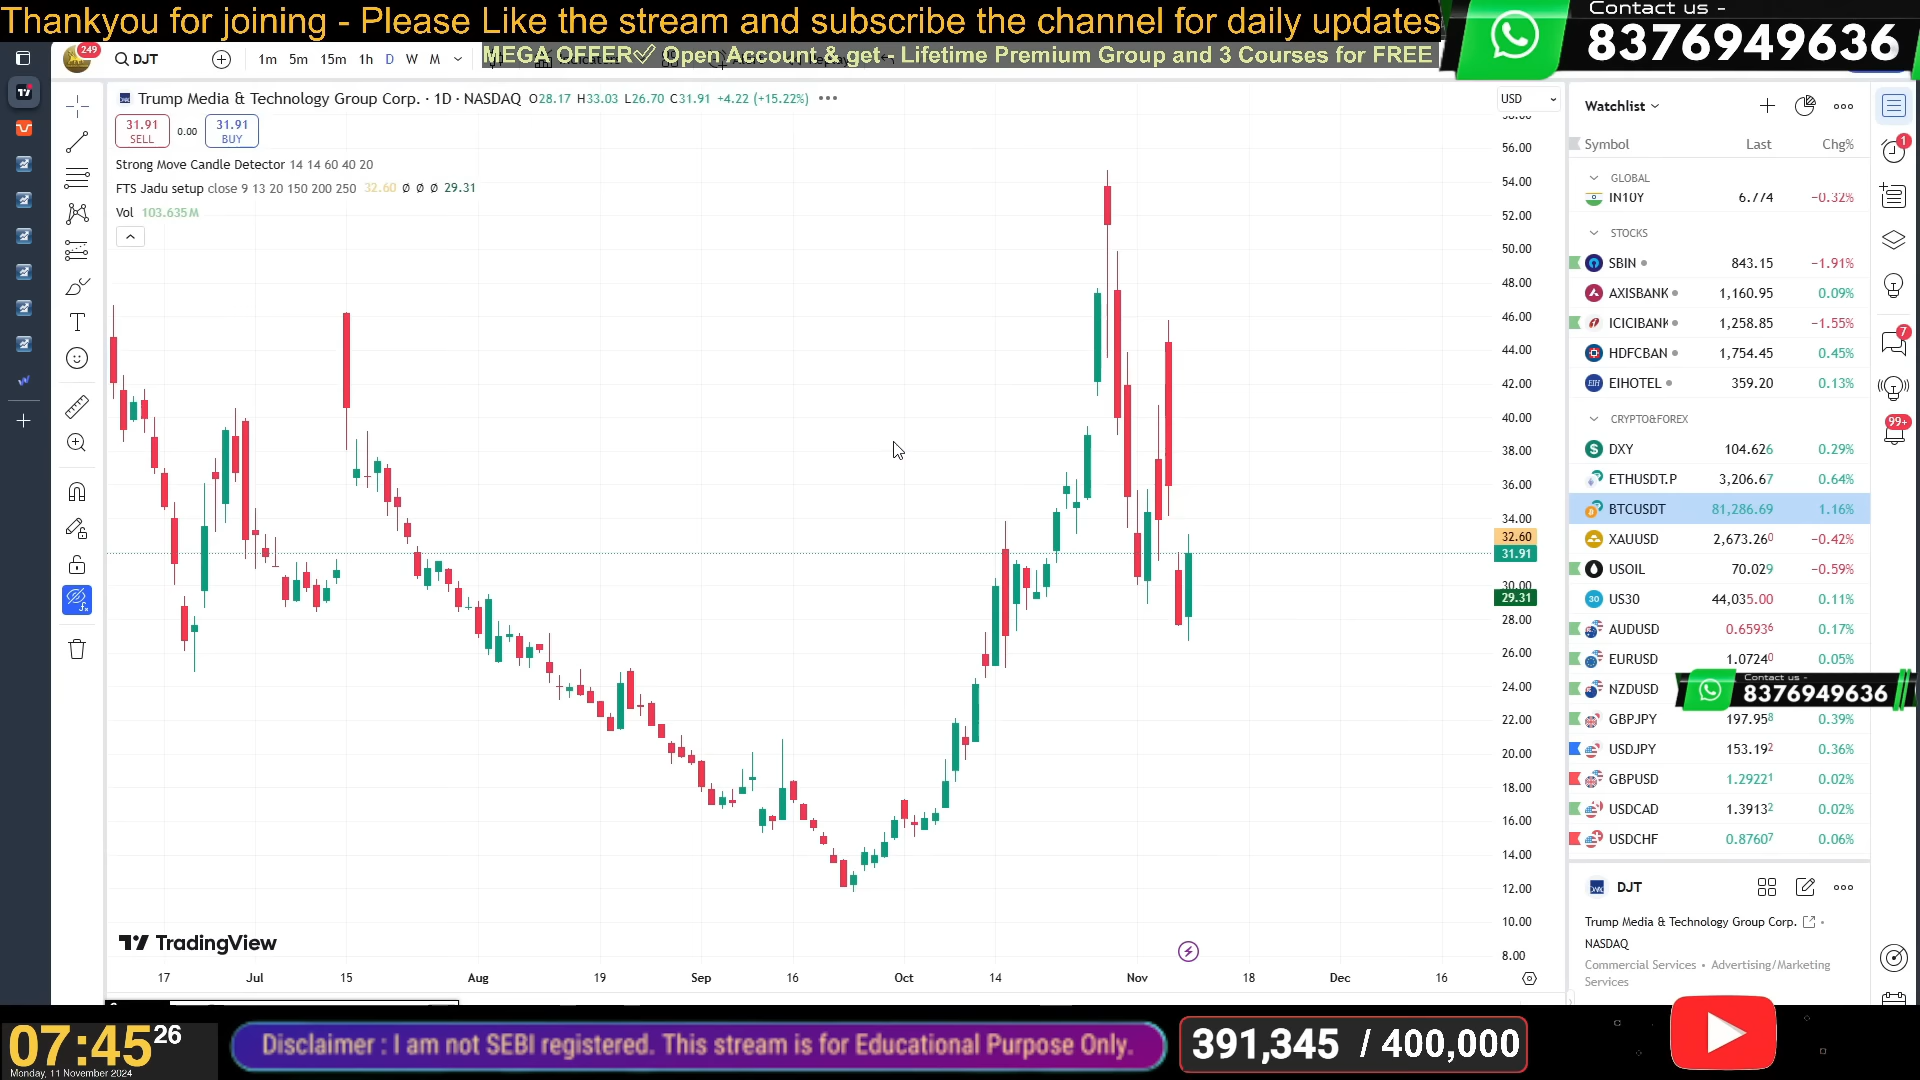 Thankyou for joining - Please Like the stream and subscribe the channel for daily updates
Contact us -
8376949636
249
DJT
1m 5m 15m 1h D W M
MEGA OFFER✓ Open Account & get - Lifetime Premium Group and 3 Courses for FREE
Trump Media & Technology Group Corp. · 1D · NASDAQ O28.17 H33.03 L26.70 C31.91 +4.22 (+15.22%)
USD
31.91
SELL
0.00
31.91
BUY
Strong Move Candle Detector 14 14 60 40 20
FTS Jadu setup close 9 13 20 150 200 250 32.60 Ø Ø Ø 29.31
Vol 103.635M
56.00
54.00
52.00
50.00
48.00
46.00
44.00
42.00
40.00
38.00
36.00
34.00
32.60
31.91
30.00
29.31
28.00
26.00
24.00
22.00
20.00
18.00
16.00
14.00
12.00
10.00
8.00
TradingView
17 Jul 15 Aug 19 Sep 16 Oct 14 Nov 18 Dec 16
Watchlist
Symbol Last Chg%
GLOBAL
IN10Y 6.774 −0.32%
STOCKS
SBIN 843.15 −1.91%
AXISBANK 1,160.95 0.09%
ICICIBANK 1,258.85 −1.55%
HDFCBAN 1,754.45 0.45%
EIHOTEL 359.20 0.13%
CRYPTO&FOREX
DXY 104.626 0.29%
ETHUSDT.P 3,206.67 0.64%
BTCUSDT 81,286.69 1.16%
XAUUSD 2,673.260 −0.42%
USOIL 70.029 −0.59%
US30 44,035.00 0.11%
AUDUSD 0.65936 0.17%
EURUSD 1.07240 0.05%
NZDUSD
Contact us -
8376949636
GBPJPY 197.958 0.39%
USDJPY 153.192 0.36%
GBPUSD 1.29221 0.02%
USDCAD 1.39132 0.02%
USDCHF 0.87607 0.06%
DJT
Trump Media & Technology Group Corp.
NASDAQ
Commercial Services • Advertising/Marketing
Services
1
7
99+
07:45 26
Monday, 11 November 2024
Disclaimer : I am not SEBI registered. This stream is for Educational Purpose Only.
391,345 / 400,000